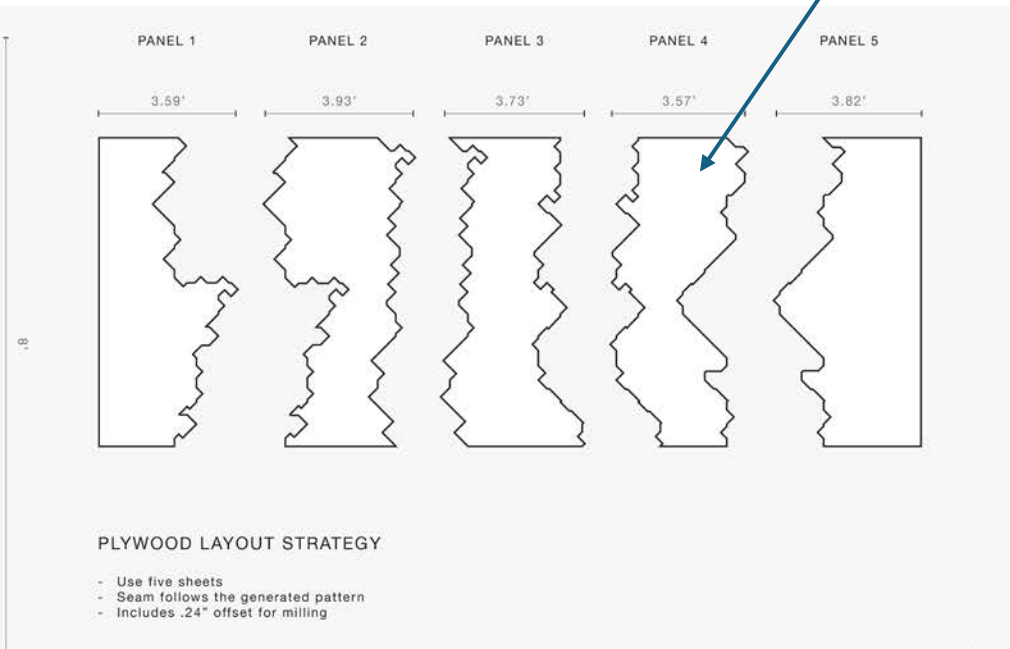 PANEL 1
PANEL 2
PANEL 3
PANEL 4
PANEL 5
3.59'
3.93'
3.73'
3.57'
3.82'
8'
PLYWOOD LAYOUT STRATEGY
- Use five sheets
- Seam follows the generated pattern
- Includes .24" offset for milling